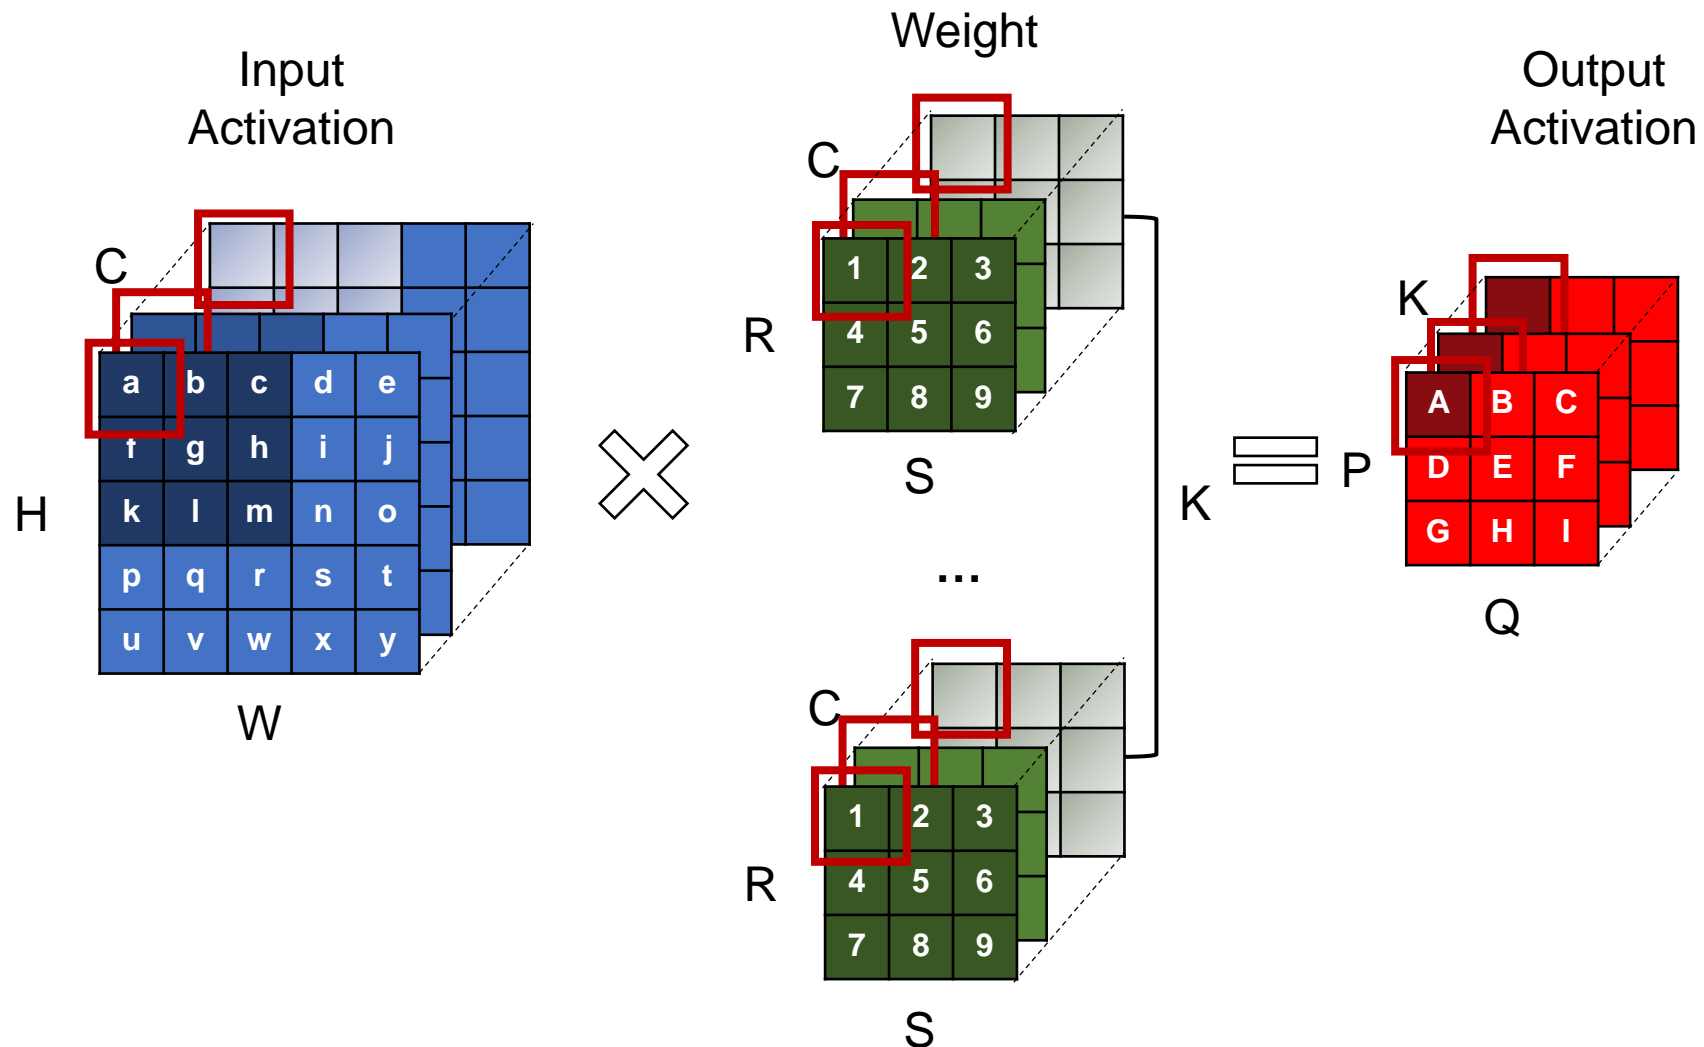 Input
Activation
Weight
Output
Activation
C
a b c d e
f g h i j
k l m n o
p q r s t
u v w x y
H
W
C
1 2 3
4 5 6
7 8 9
R
S
...
C
1 2 3
4 5 6
7 8 9
R
S
K
K
A B C
D E F
G H I
P
Q